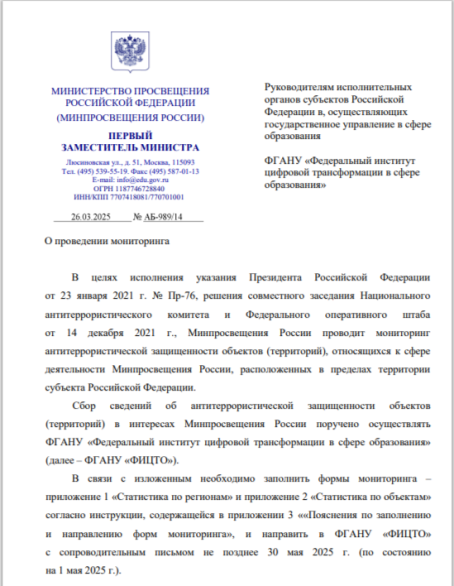 МИНИСТЕРСТВО ПРОСВЕЩЕНИЯ
РОССИЙСКОЙ ФЕДЕРАЦИИ
(МИНПРОСВЕЩЕНИЯ РОССИИ)
ПЕРВЫЙ
ЗАМЕСТИТЕЛЬ МИНИСТРА
Люсиновская ул., д. 51, Москва, 115093
Тел. (495) 539-55-19. Факс (495) 587-01-13
E-mail: info@edu.gov.ru
ОГРН 1187746728840
ИНН/КПП 7707418081/770701001
26.03.2025 № АБ-989/14
Руководителям исполнительных
органов субъектов Российской
Федерации в, осуществляющих
государственное управление в сфере
образования
ФГАНУ «Федеральный институт
цифровой трансформации в сфере
образования»
О проведении мониторинга
В целях исполнения указания Президента Российской Федерации
от 23 января 2021 г. № Пр-76, решения совместного заседания Национального
антитеррористического комитета и Федерального оперативного штаба
от 14 декабря 2021 г., Минпросвещения России проводит мониторинг
антитеррористической защищенности объектов (территорий), относящихся к сфере
деятельности Минпросвещения России, расположенных в пределах территории
субъекта Российской Федерации.
Сбор сведений об антитеррористической защищенности объектов
(территорий) в интересах Минпросвещения России поручено осуществлять
ФГАНУ «Федеральный институт цифровой трансформации в сфере образования»
(далее – ФГАНУ «ФИЦТО»).
В связи с изложенным необходимо заполнить формы мониторинга –
приложение 1 «Статистика по регионам» и приложение 2 «Статистика по объектам»
согласно инструкции, содержащейся в приложении 3 ««Пояснения по заполнению
и направлению форм мониторинга», и направить в ФГАНУ «ФИЦТО»
с сопроводительным письмом не позднее 30 мая 2025 г. (по состоянию
на 1 мая 2025 г.).